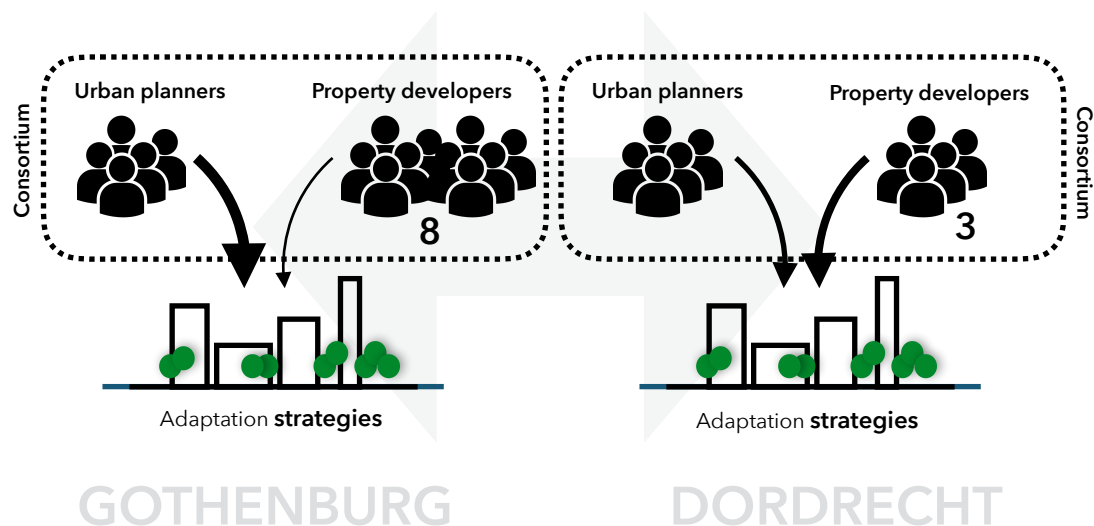 Consortium
Urban planners
Property developers
8
Adaptation strategies
GOTHENBURG
Urban planners
Property developers
3
Consortium
Adaptation strategies
DORDRECHT